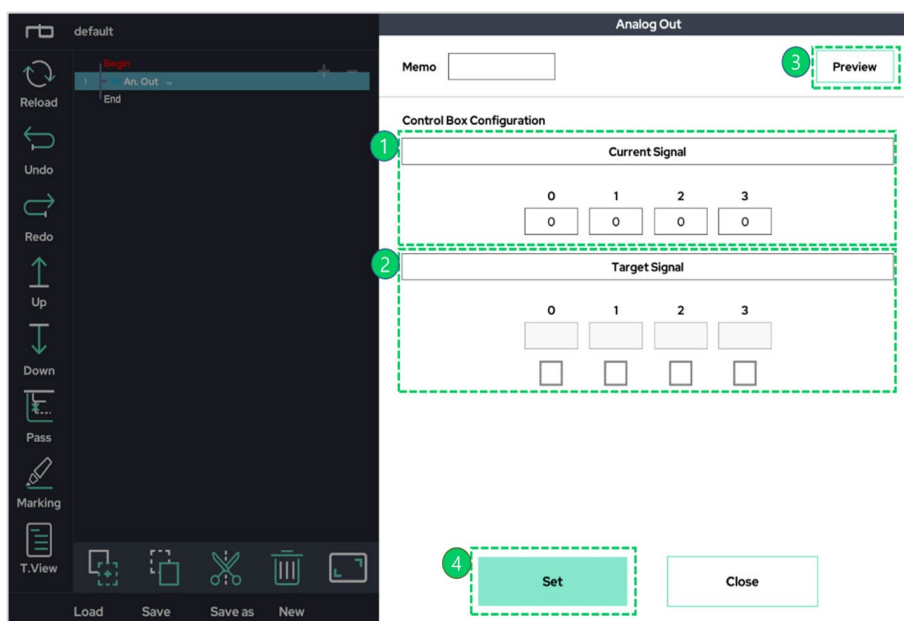 rb default
Analog Out
Reload
Undo
Redo
Up
Down
Pass
Marking
T.View
Begin
1 An. Out
End
Load Save Save as New
Memo
3 Preview
Control Box Configuration
1 Current Signal
0 1 2 3
0 0 0 0
2 Target Signal
0 1 2 3
4 Set Close